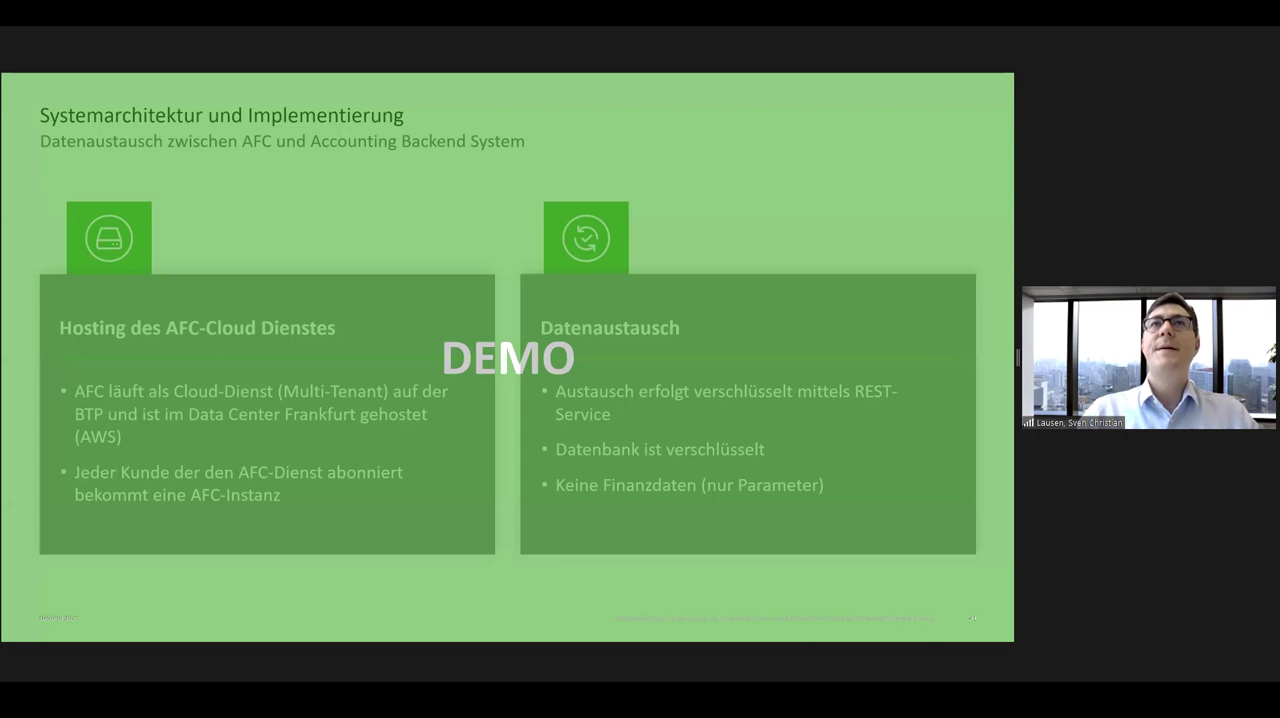 Systemarchitektur und Implementierung
Datenaustausch zwischen AFC und Accounting Backend System
Hosting des AFC-Cloud Dienstes
• AFC läuft als Cloud-Dienst (Multi-Tenant) auf der
BTP und ist im Data Center Frankfurt gehostet
(AWS)
• Jeder Kunde der den AFC-Dienst abonniert
bekommt eine AFC-Instanz
DEMO
Datenaustausch
• Austausch erfolgt verschlüsselt mittels REST-
Service
• Datenbank ist verschlüsselt
• Keine Finanzdaten (nur Parameter)
Lausen, Sven Christian